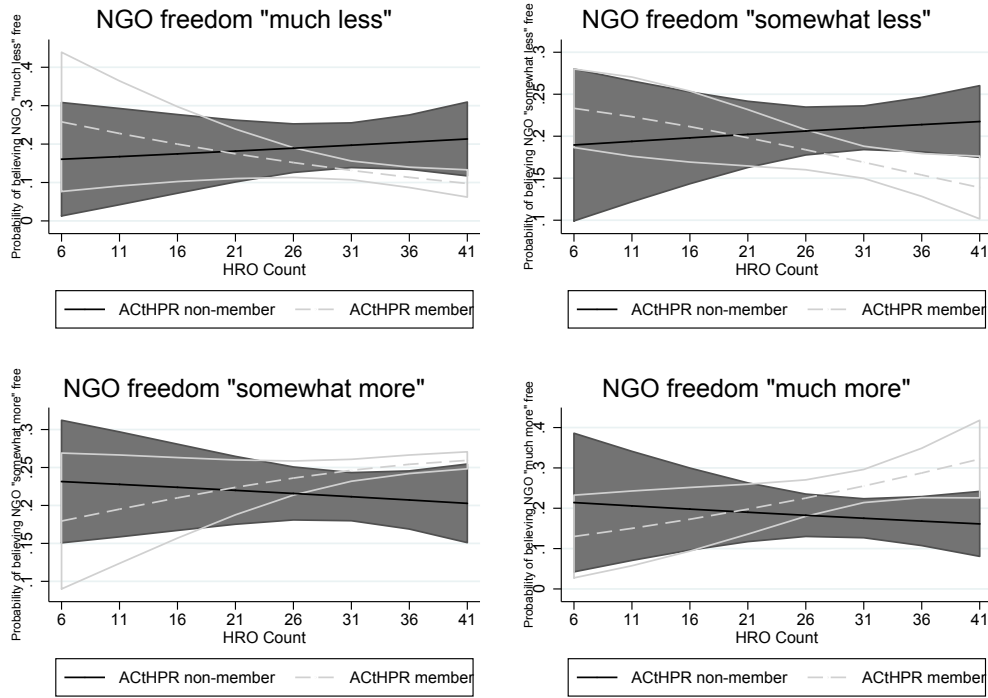 NGO freedom "much less"
Probability of believing NGO "much less" free
.4
.3
.2
.1
0
6 11 16 21 26 31 36 41
HRO Count
ACtHPR non-member ACtHPR member
NGO freedom "somewhat less"
Probability of believing NGO "somewhat less" free
.3
.25
.2
.15
.1
6 11 16 21 26 31 36 41
HRO Count
ACtHPR non-member ACtHPR member
NGO freedom "somewhat more"
Probability of believing NGO "somewhat more" free
.3
.25
.2
.15
.1
6 11 16 21 26 31 36 41
HRO Count
ACtHPR non-member ACtHPR member
NGO freedom "much more"
Probability of believing NGO "much more" free
.4
.3
.2
.1
0
6 11 16 21 26 31 36 41
HRO Count
ACtHPR non-member ACtHPR member